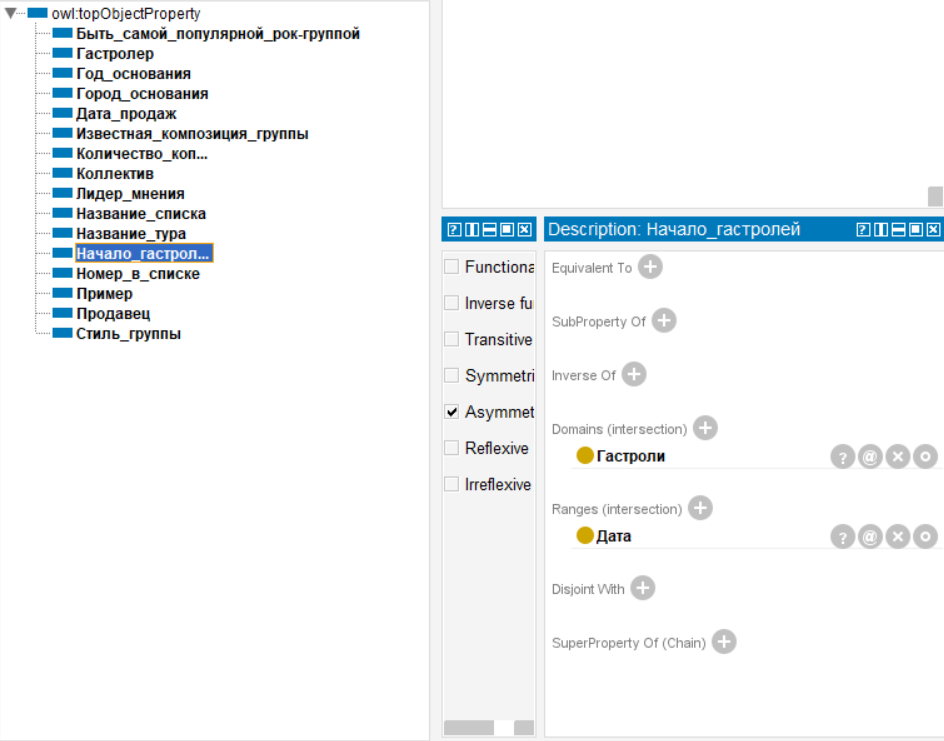 owl:topObjectProperty
Быть_самой_популярной_рок-группой
Гастролер
Год_основания
Город_основания
Дата_продаж
Известная_композиция_группы
Количество_коп...
Коллектив
Лидер_мнения
Название_списка
Название_тура
Начало_гастрол...
Номер_в_списке
Пример
Продавец
Стиль_группы
Functiona
Inverse fu
Transitive
Symmetri
Asymmet
Reflexive
Irreflexive
Description: Начало_гастролей
Equivalent To
SubProperty Of
Inverse Of
Domains (intersection)
Гастроли
Ranges (intersection)
Дата
Disjoint With
SuperProperty Of (Chain)